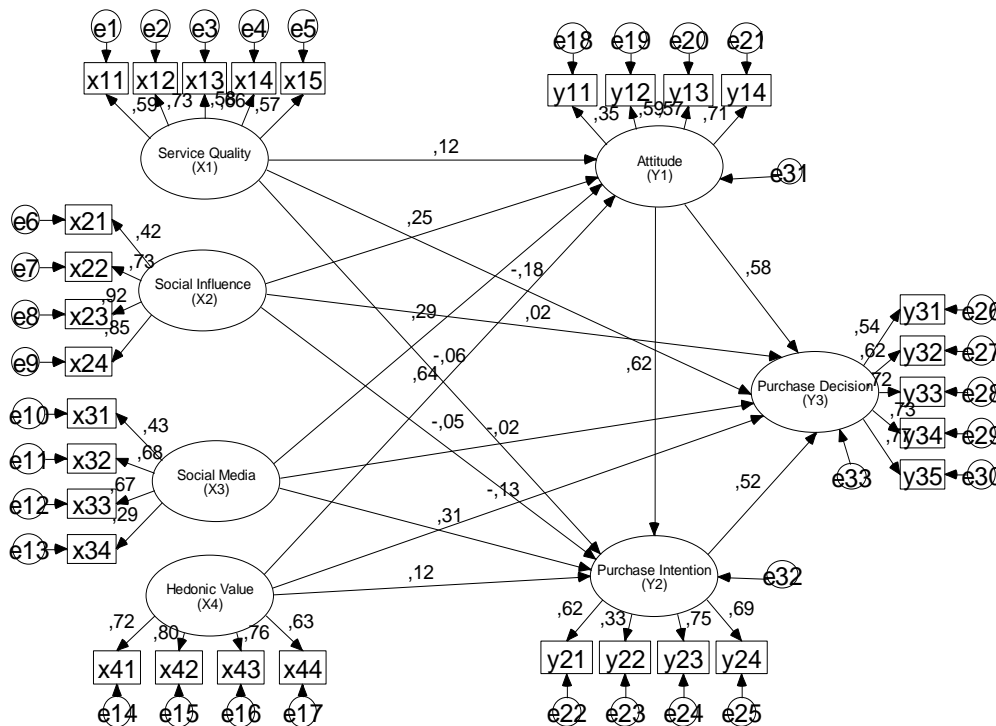 e1 e2 e3 e4 e5
x11 x12 x13 x14 x15
,59 ,73 ,58 ,66 ,57
Service Quality
(X1)
e18 e19 e20 e21
y11 y12 y13 y14
,35 ,59 ,57 ,71
Attitude
(Y1)
e31
,12
e6 x21
,42
e7 x22
,73
e8 x23
,92
e9 x24
,85
Social Influence
(X2)
,25
-,18
,29
,02
-,06
,64
,62
,58
-,05
-,02
Purchase Decision
(Y3)
,54 y31 e26
,62 y32 e27
,72 y33 e28
,73 y34 e29
,77 y35 e30
e33
e10 x31
,43
e11 x32
,68
e12 x33
,67
e13 x34
,29
Social Media
(X3)
-,13
,31
,52
,12
Hedonic Value
(X4)
,72 ,80 ,76 ,63
x41 x42 x43 x44
e14 e15 e16 e17
Purchase Intention
(Y2)
e32
,62 ,33 ,75 ,69
y21 y22 y23 y24
e22 e23 e24 e25